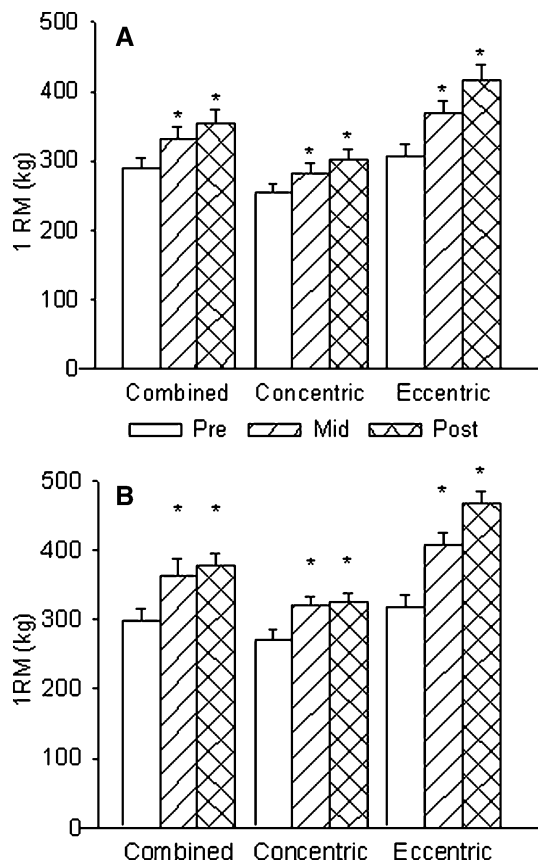 A
1 RM (kg)
500
400
300
200
100
0
* * * * * *
Combined Concentric Eccentric
Pre Mid Post
B
1RM (kg)
500
400
300
200
100
0
* * * * * *
Combined Concentric Eccentric